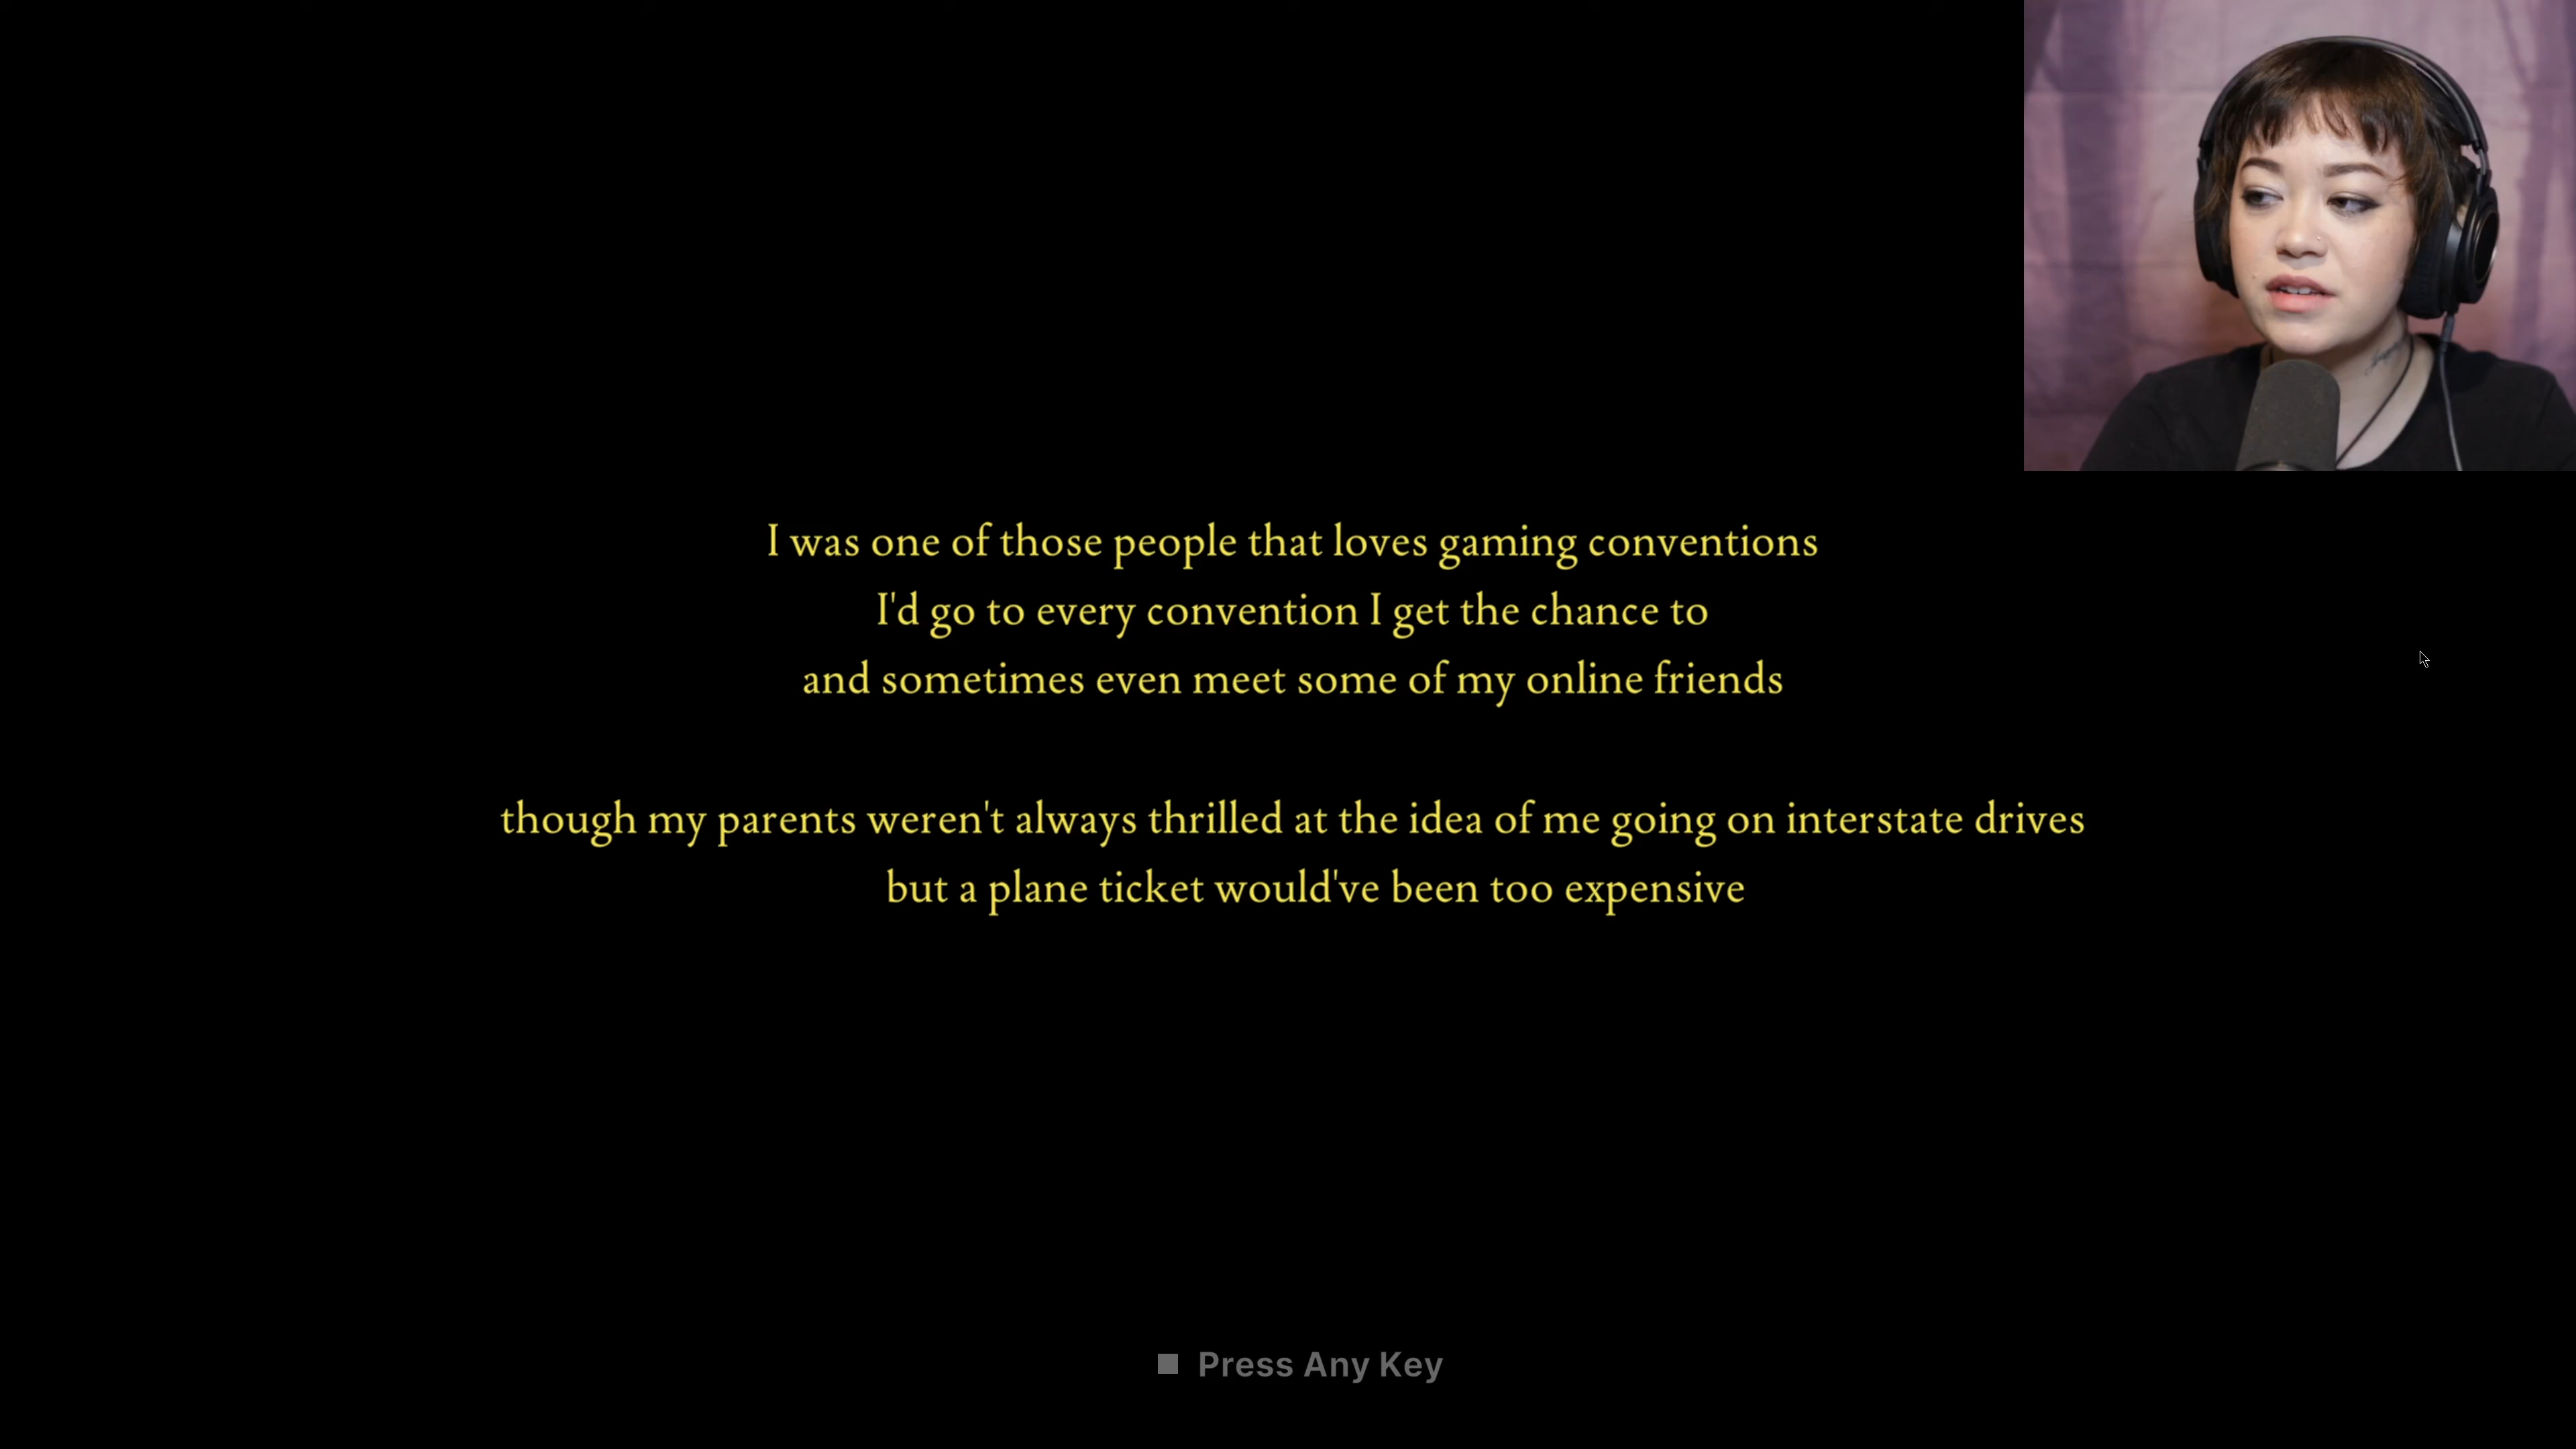 I was one of those people that loves gaming conventions
I'd go to every convention I get the chance to
and sometimes even meet some of my online friends
though my parents weren't always thrilled at the idea of me going on interstate drives
but a plane ticket would've been too expensive
Press Any Key